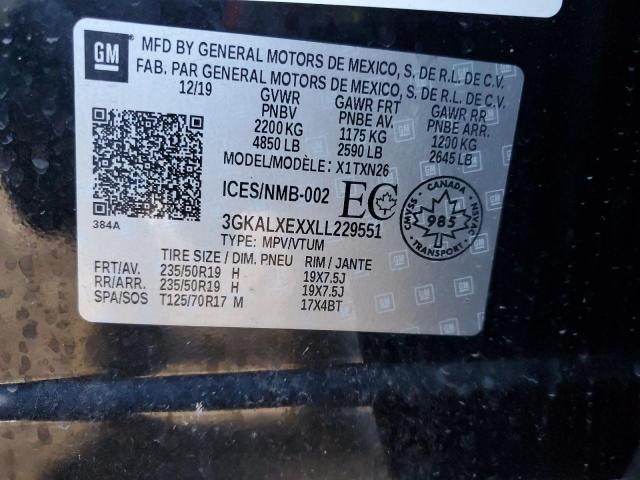 GM
MFD BY GENERAL MOTORS DE MEXICO, S. DE R.L. DE C.V.
FAB. PAR GENERAL MOTORS DE MEXICO, S. DE R.L. DE C.V.
12/19 GVWR GAWR FRT GAWR RR
PNBV PNBE AV. PNBE ARR.
2200 KG 1175 KG 1200 KG
4850 LB 2590 LB 2645 LB
MODEL/MODÈLE: X1TXN26
ICES/NMB-002 EC
CANADA
CMVSS 985 NSVAC
TRANSPORT
384A
3GKALXEXXLL229551
TYPE: MPV/VTUM
TIRE SIZE / DIM. PNEU RIM / JANTE
FRT/AV. 235/50R19 H 19X7.5J
RR/ARR. 235/50R19 H 19X7.5J
SPA/SOS T125/70R17 M 17X4BT